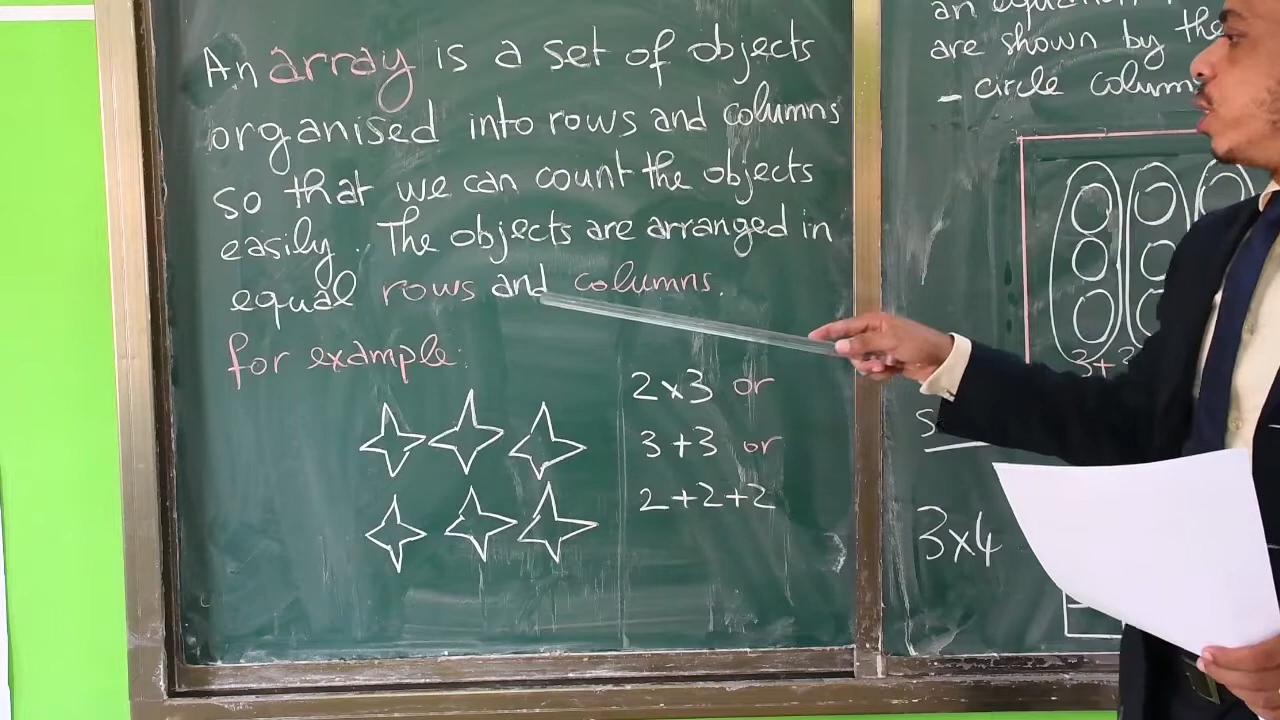 An array is a set of objects
organised into rows and columns
so that we can count the objects
easily. The objects are arranged in
equal rows and columns.
for example:
2x3 or
3+3 or
2+2+2
an equation
are shown by the
- circle column
3+
3x4